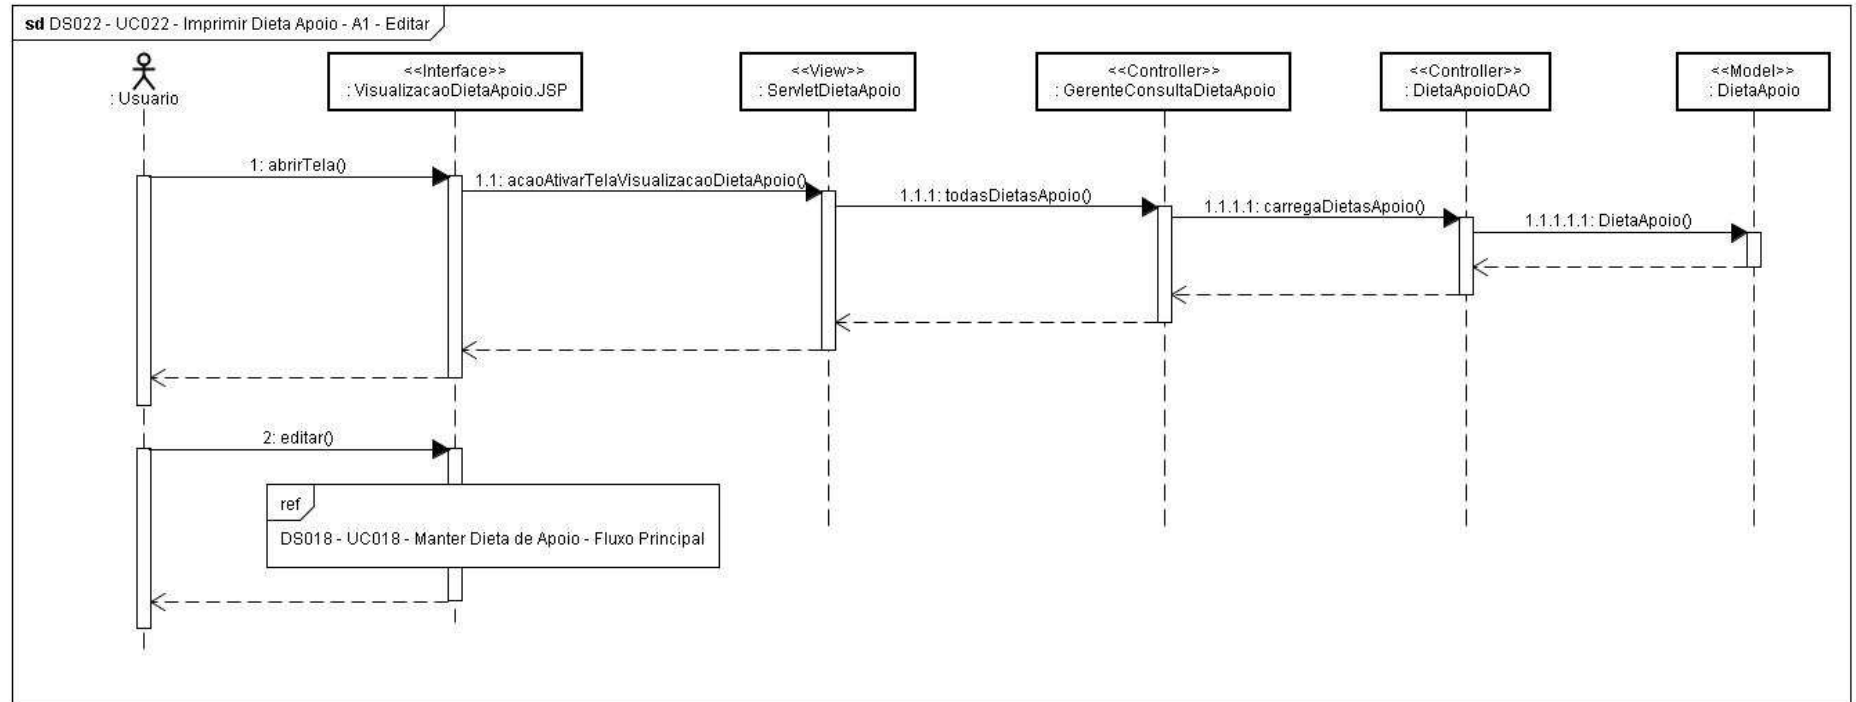 sd DS022 - UC022 - Imprimir Dieta Apoio - A1 - Editar
: Usuario
<<Interface>>
: VisualizacaoDietaApoio.JSP
<<View>>
: ServletDietaApoio
<<Controller>>
: GerenteConsultaDietaApoio
<<Controller>>
: DietaApoioDAO
<<Model>>
: DietaApoio
1: abrirTela()
1.1: acaoAtivarTelaVisualizacaoDietaApoio()
1.1.1: todasDietasApoio()
1.1.1.1: carregaDietasApoio()
1.1.1.1.1: DietaApoio()
2: editar()
ref
DS018 - UC018 - Manter Dieta de Apoio - Fluxo Principal